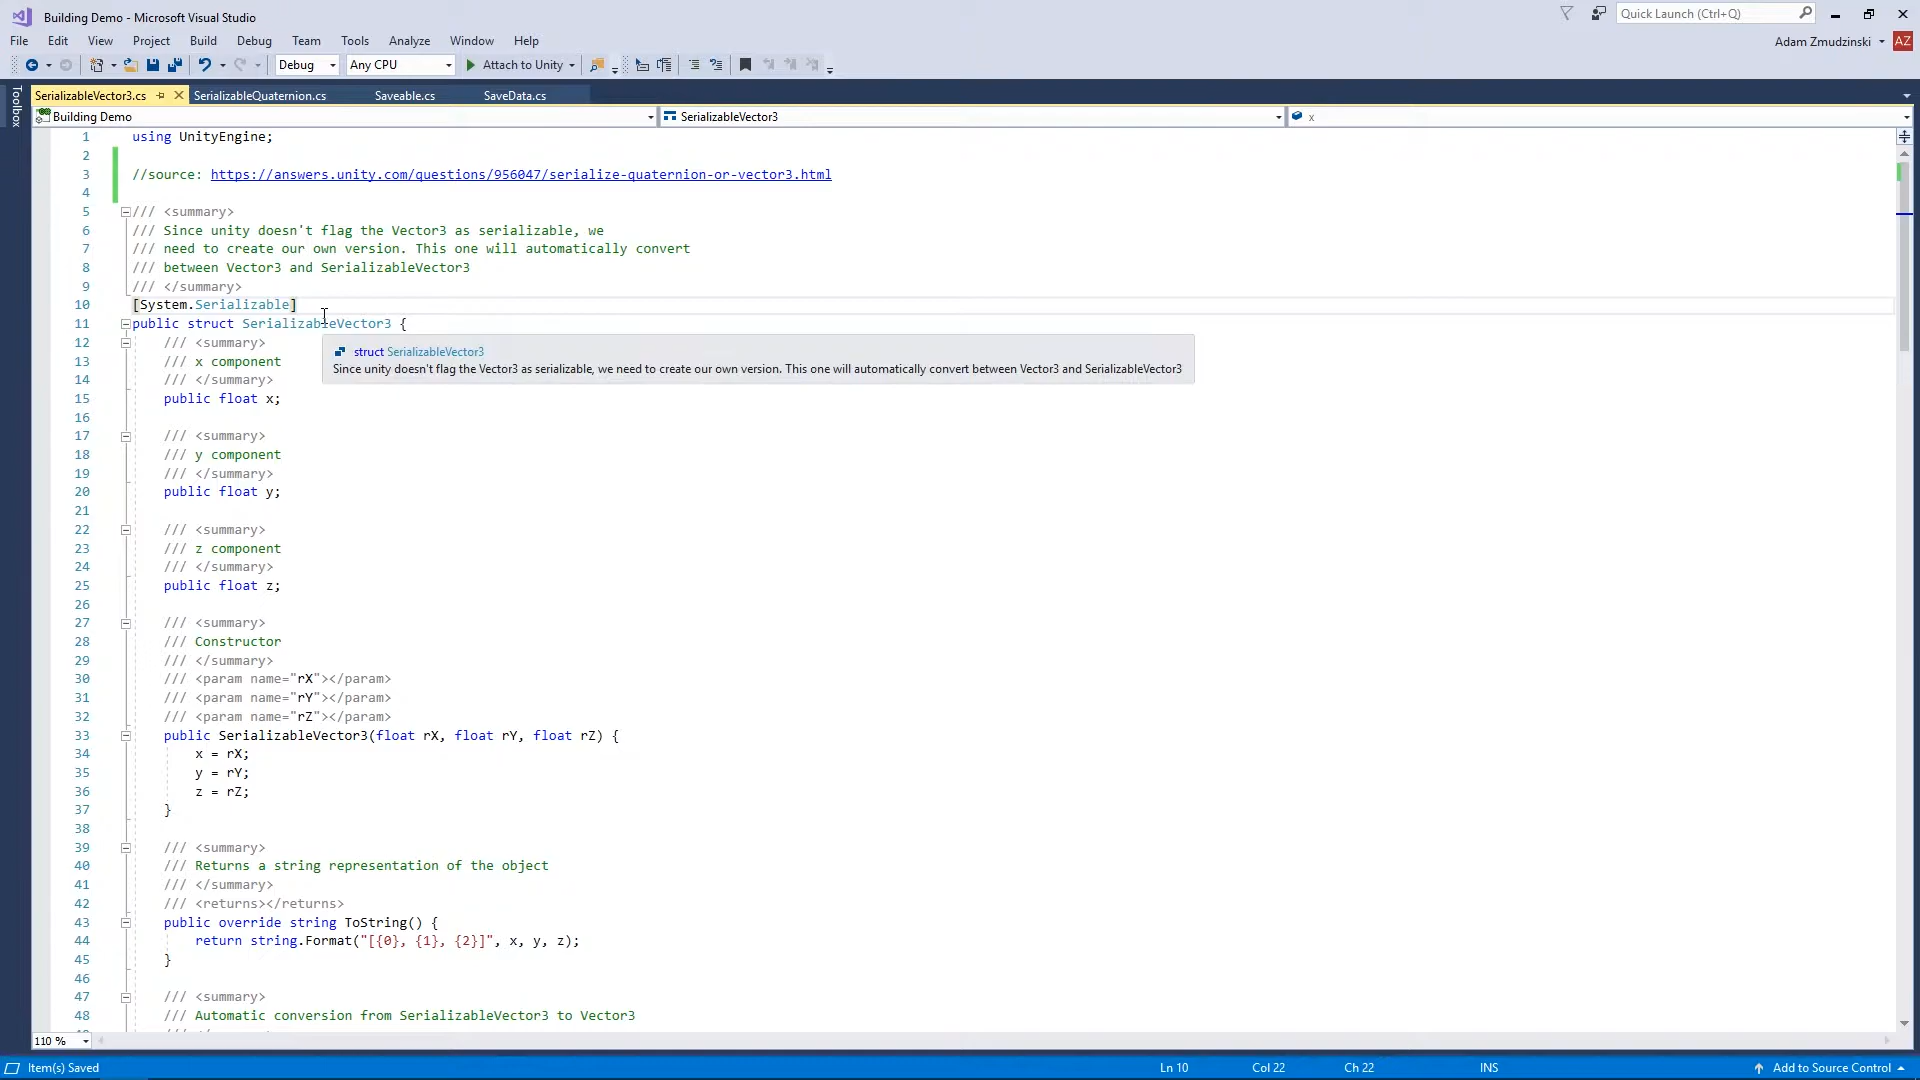 Building Demo - Microsoft Visual Studio
Quick Launch (Ctrl+Q)
File Edit View Project Build Debug Team Tools Analyze Window Help
Adam Zmudzinski AZ
Debug Any CPU Attach to Unity
Toolbox
SerializableVector3.cs SerializableQuaternion.cs Saveable.cs SaveData.cs
Building Demo SerializableVector3 x
1 using UnityEngine;
2
3 //source: https://answers.unity.com/questions/956047/serialize-quaternion-or-vector3.html
4
5 /// <summary>
6 /// Since unity doesn't flag the Vector3 as serializable, we
7 /// need to create our own version. This one will automatically convert
8 /// between Vector3 and SerializableVector3
9 /// </summary>
10 [System.Serializable]
11 public struct SerializableVector3 {
12 /// <summary>
struct SerializableVector3
13 /// x component
Since unity doesn't flag the Vector3 as serializable, we need to create our own version. This one will automatically convert between Vector3 and SerializableVector3
14 /// </summary>
15 public float x;
16
17 /// <summary>
18 /// y component
19 /// </summary>
20 public float y;
21
22 /// <summary>
23 /// z component
24 /// </summary>
25 public float z;
26
27 /// <summary>
28 /// Constructor
29 /// </summary>
30 /// <param name="rX"></param>
31 /// <param name="rY"></param>
32 /// <param name="rZ"></param>
33 public SerializableVector3(float rX, float rY, float rZ) {
34 x = rX;
35 y = rY;
36 z = rZ;
37 }
38
39 /// <summary>
40 /// Returns a string representation of the object
41 /// </summary>
42 /// <returns></returns>
43 public override string ToString() {
44 return string.Format("[{0}, {1}, {2}]", x, y, z);
45 }
46
47 /// <summary>
48 /// Automatic conversion from SerializableVector3 to Vector3
110 %
Item(s) Saved Ln 10 Col 22 Ch 22 INS Add to Source Control